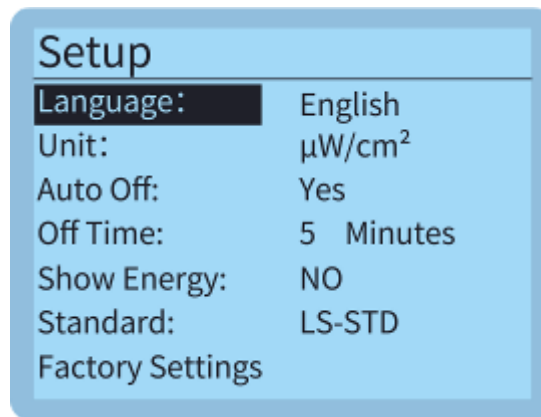 Setup
Language: English
Unit: μW/cm²
Auto Off: Yes
Off Time: 5 Minutes
Show Energy: NO
Standard: LS-STD
Factory Settings